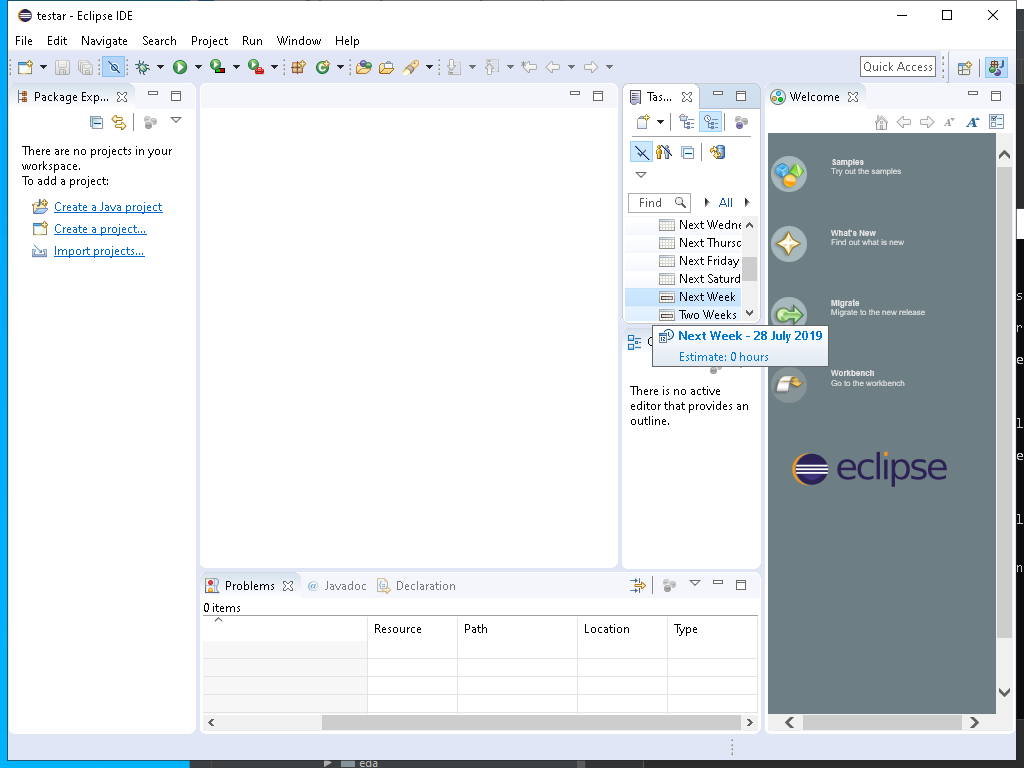 testar - Eclipse IDE
File Edit Navigate Search Project Run Window Help
Quick Access
Package Exp...
There are no projects in your
workspace.
To add a project:
Create a Java project
Create a project...
Import projects...
Tas...
Find
All
Next Wedne
Next Thursc
Next Friday
Next Saturd
Next Week
Two Weeks
Next Week - 28 July 2019
Estimate: 0 hours
There is no active
editor that provides an
outline.
Welcome
Samples
Try out the samples
What's New
Find out what is new
Migrate
Migrate to the new release
Workbench
Go to the workbench
eclipse
Problems
@ Javadoc
Declaration
0 items
Resource Path Location Type
eda